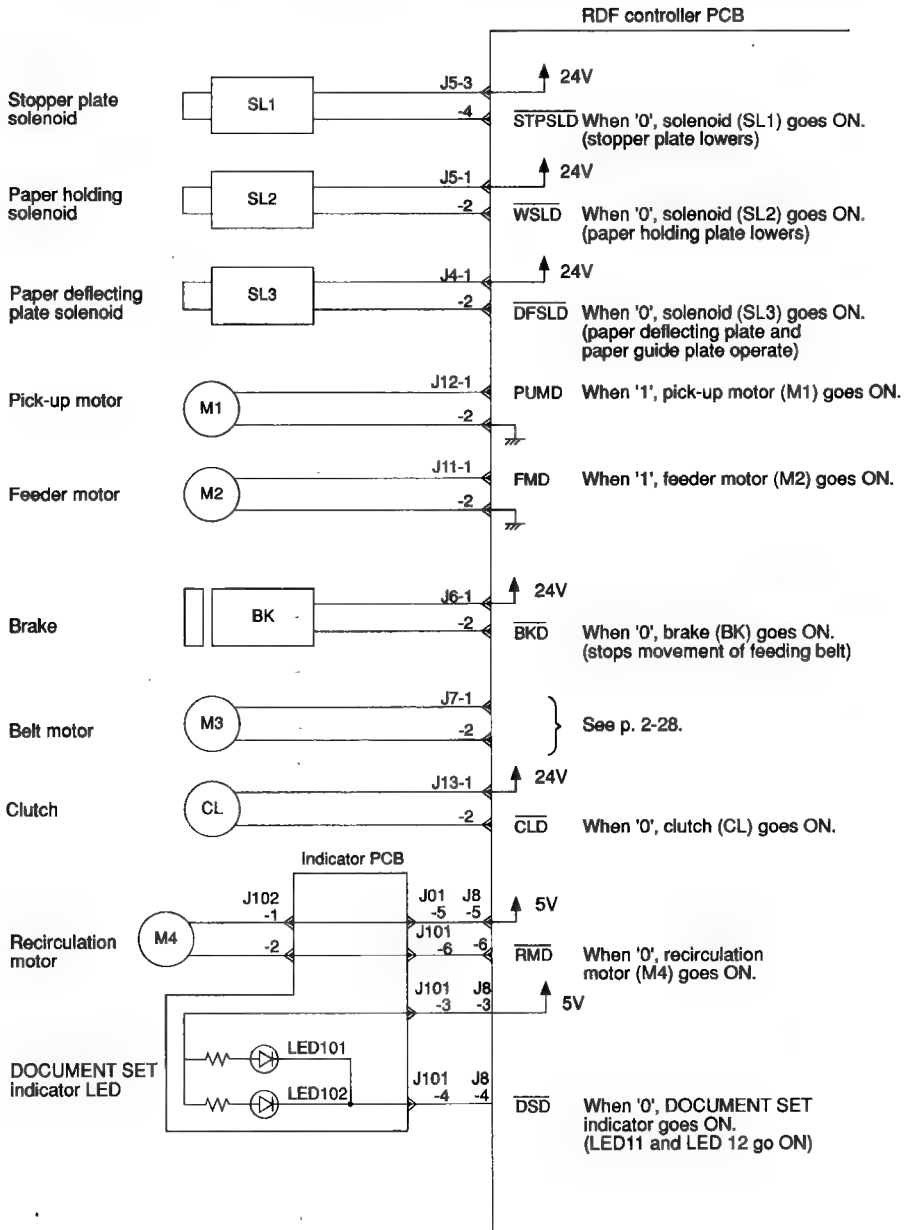 RDF controller PCB
Stopper plate
solenoid
SL1
J5-3
-4
24V
STPSLD When '0', solenoid (SL1) goes ON.
(stopper plate lowers)
Paper holding
solenoid
SL2
J5-1
-2
24V
WSLD When '0', solenoid (SL2) goes ON.
(paper holding plate lowers)
Paper deflecting
plate solenoid
SL3
J4-1
-2
24V
DFSLD When '0', solenoid (SL3) goes ON.
(paper deflecting plate and
paper guide plate operate)
Pick-up motor
M1
J12-1
-2
PUMD When '1', pick-up motor (M1) goes ON.
Feeder motor
M2
J11-1
-2
FMD When '1', feeder motor (M2) goes ON.
Brake
BK
J6-1
-2
24V
BKD When '0', brake (BK) goes ON.
(stops movement of feeding belt)
Belt motor
M3
J7-1
-2
See p. 2-28.
Clutch
CL
J13-1
-2
24V
CLD When '0', clutch (CL) goes ON.
Indicator PCB
Recirculation
motor
M4
J102
-1
-2
J01 J8
-5 -5
5V
J101
-6 -6
RMD When '0', recirculation
motor (M4) goes ON.
J101 J8
-3 -3
5V
DOCUMENT SET
indicator LED
LED101
LED102
J101 J8
-4 -4
DSD When '0', DOCUMENT SET
indicator goes ON.
(LED11 and LED 12 go ON)